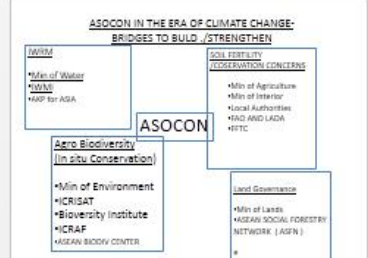 ASOCON IN THE ERA OF CLIMATE CHANGE-
BRIDGES TO BULD ./STRENGTHEN
IWRM
•Min of Water
•IWMI
•AKP for ASIA
SOIL FERTILITY
/COSERVATION CONCERNS
•Min of Agriculture
•Min of Interior
•Local Authorities
•FAO AND LADA
•FFTC
ASOCON
Agro Biodiversity
(In situ Conservation)
•Min of Environment
•ICRISAT
•Bioversity Institute
•ICRAF
•ASEAN BIODIV CENTER
Land Governance
•Min of Lands
•ASEAN SOCIAL FORESTRY
NETWORK ( ASFN )